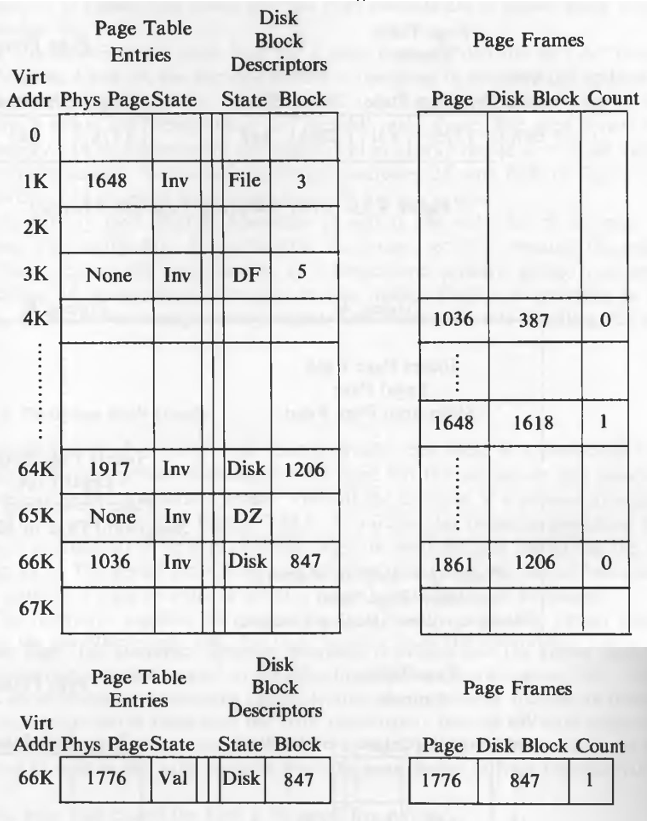 Page Table Entries
Disk Block Descriptors
Page Frames
Virt Addr Phys Page State State Block
Page Disk Block Count
0
1K 1648 Inv File 3
2K
3K None Inv DF 5
4K
1036 387 0
1648 1618 1
64K 1917 Inv Disk 1206
65K None Inv DZ
66K 1036 Inv Disk 847
1861 1206 0
67K
Page Table Entries
Disk Block Descriptors
Page Frames
Virt Addr Phys Page State State Block
Page Disk Block Count
66K 1776 Val Disk 847
1776 847 1